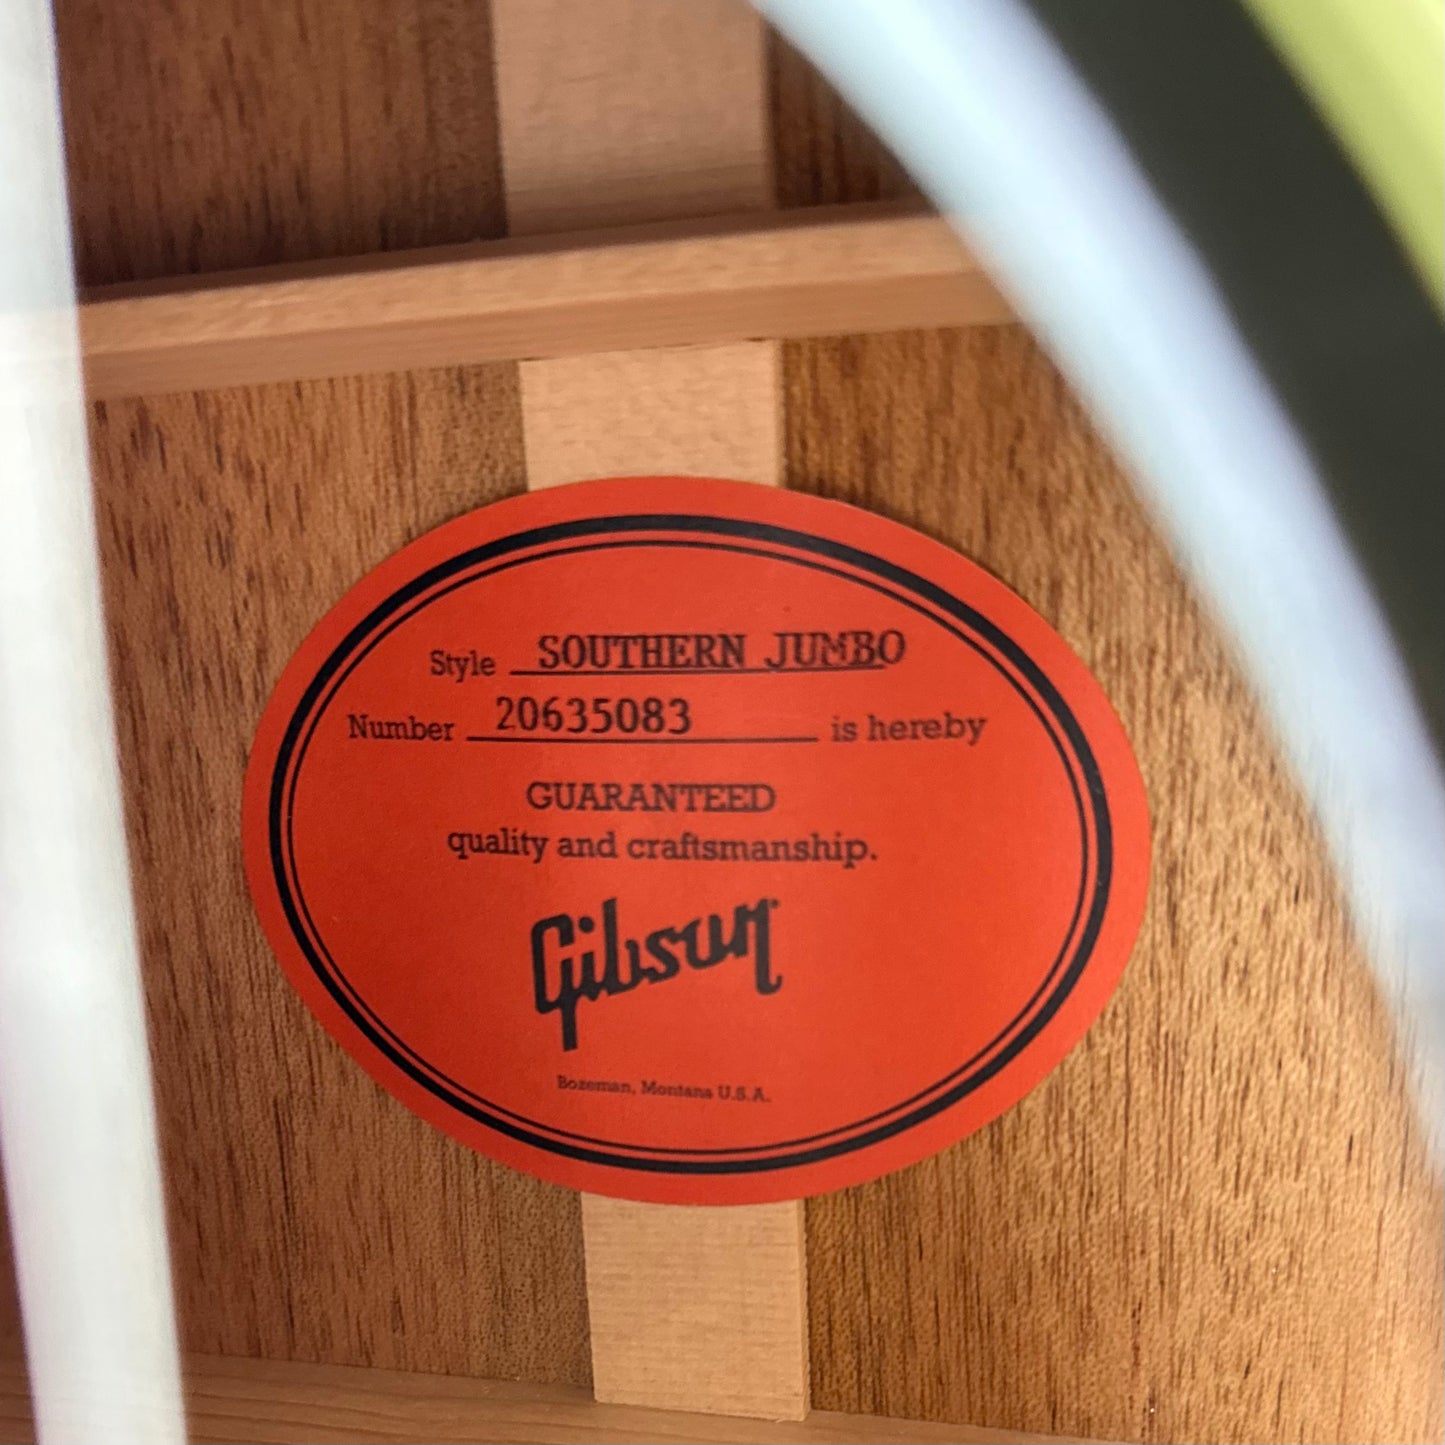 Style SOUTHERN JUMBO
Number 20635083 is hereby
GUARANTEED
quality and craftsmanship.
Gibson
Bozeman, Montana U.S.A.